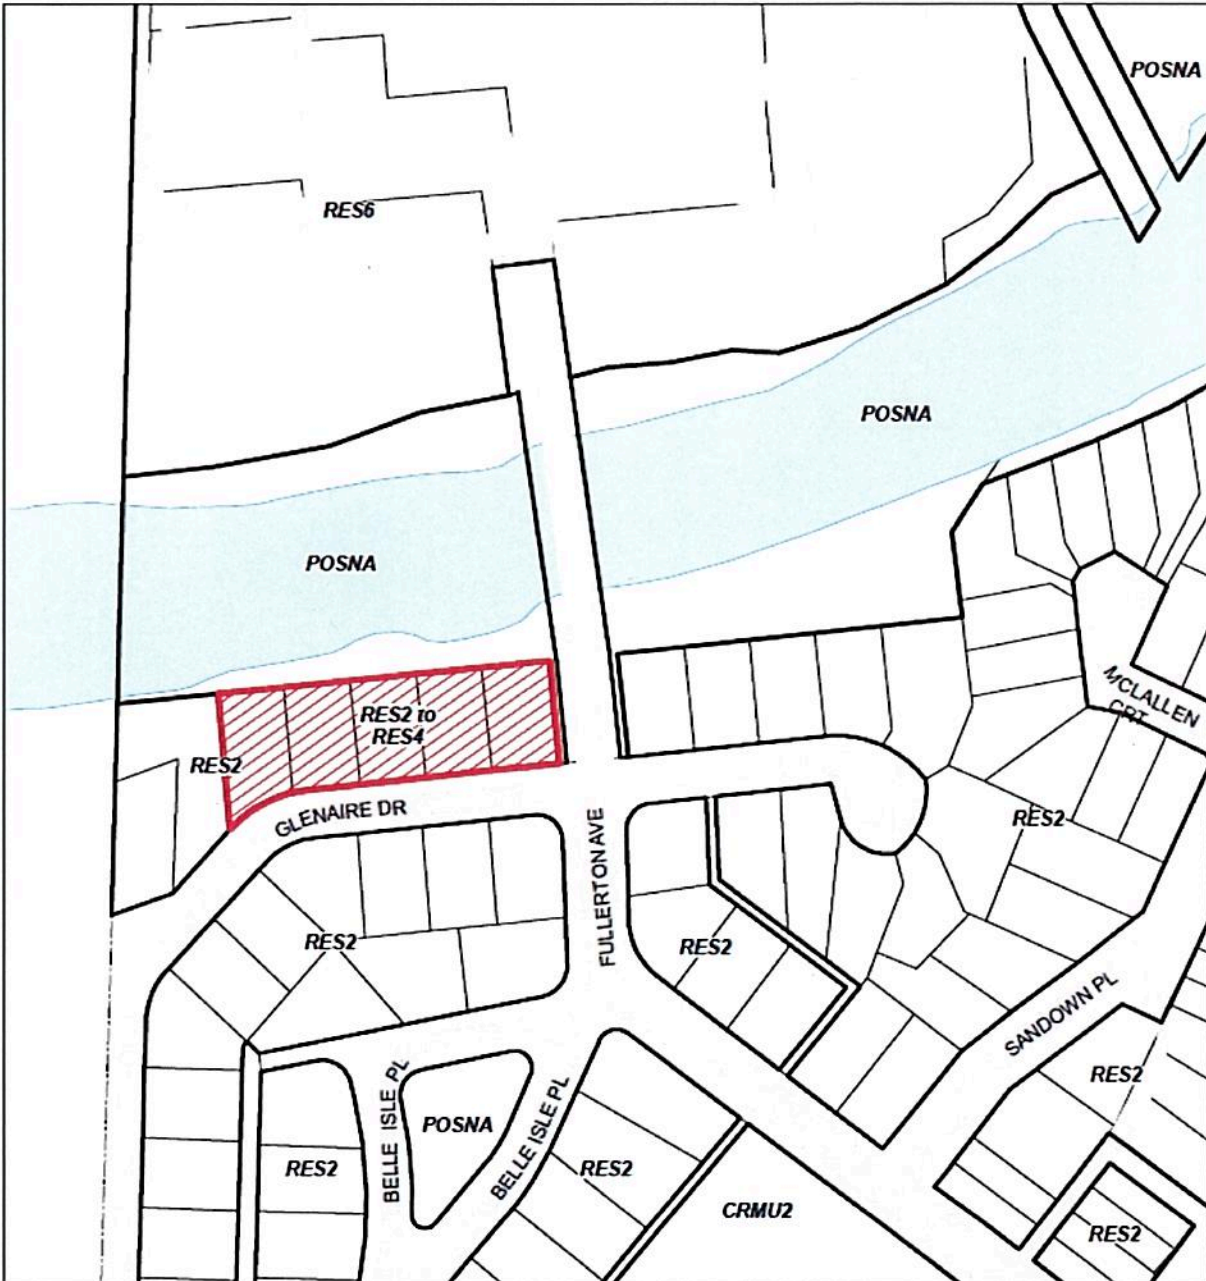 POSNA
RES6
POSNA
POSNA
RES2 to
RES4
RES2
MCLALLEN
CRT
GLENAIRE DR
RES2
FULLERTON AVE
RES2
RES2
SANDOWN PL
BELLE ISLE PL
POSNA
BELLE ISLE PL
RES2
RES2
RES2
CRMU2
RES2